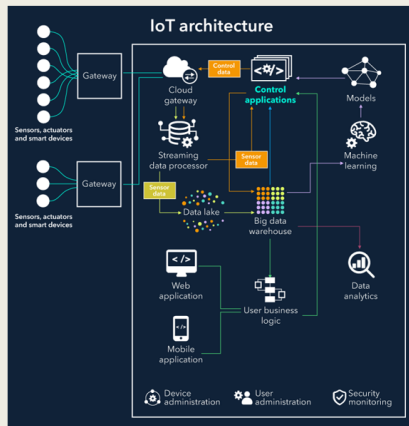 IoT architecture
Gateway
Sensors, actuators
and smart devices
Gateway
Sensors, actuators
and smart devices
Cloud
gateway
Control
data
</>
Control
applications
Models
Streaming
data processor
Sensor
data
Machine
learning
Sensor
data
Data lake
Big data
warehouse
</>
Web
application
User business
logic
Data
analytics
</>
Mobile
application
Device
administration
User
administration
Security
monitoring